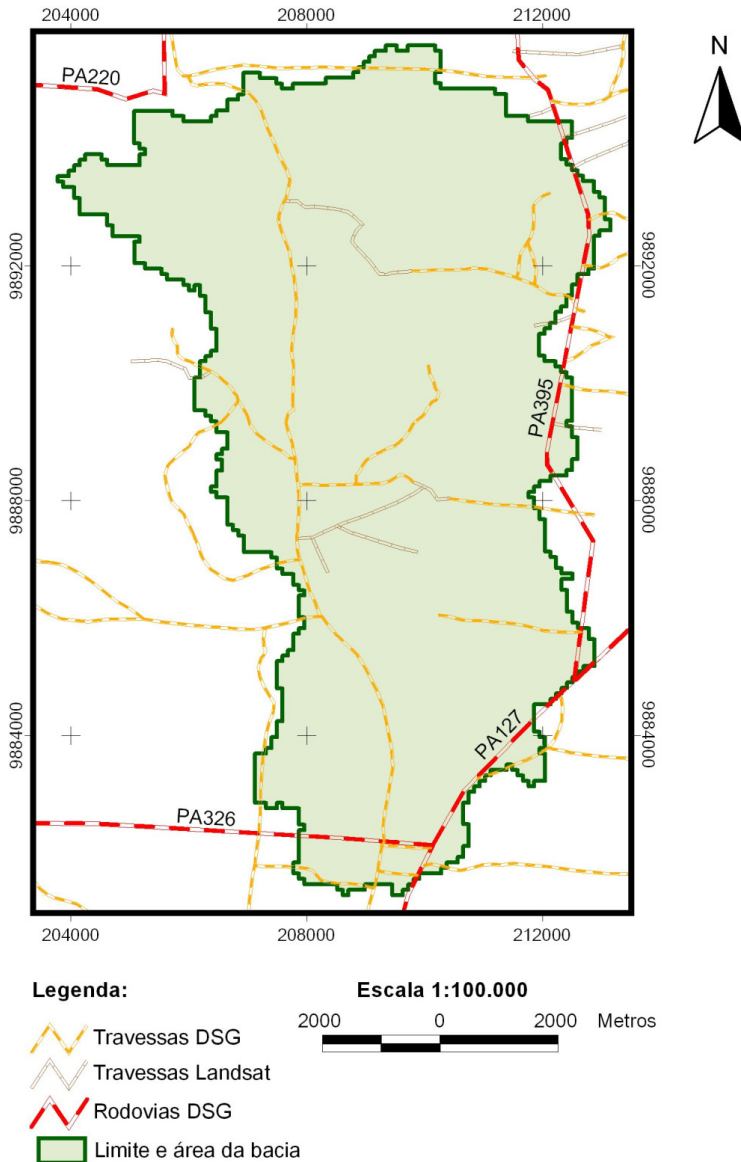 204000 208000 212000
N
PA220
9892000 9892000
PA395
9888000 9888000
PA127
9884000 9884000
PA326
204000 208000 212000
Legenda: Escala 1:100.000
2000 0 2000 Metros
Travessas DSG
Travessas Landsat
Rodovias DSG
Limite e área da bacia